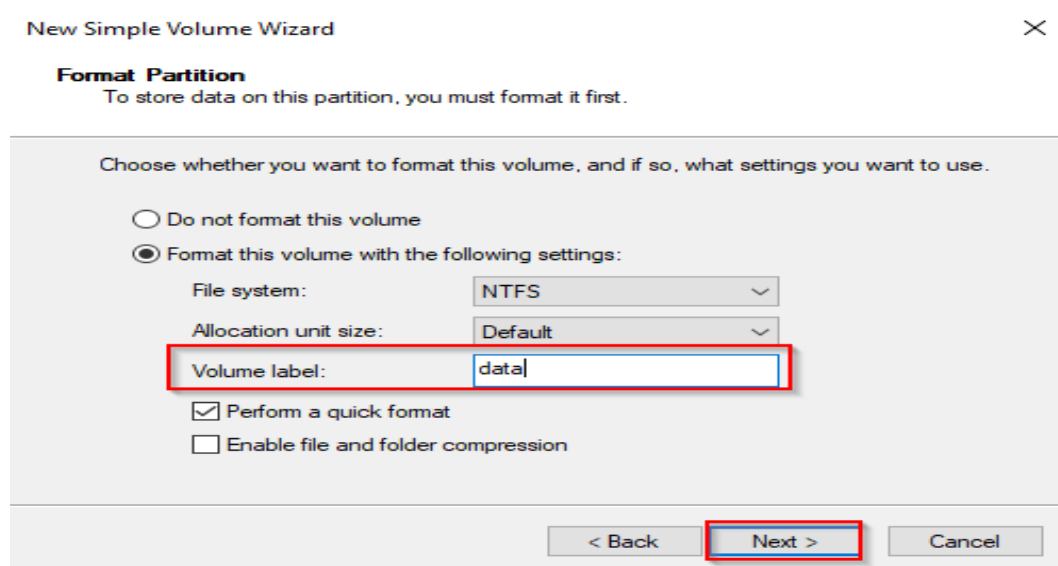 New Simple Volume Wizard
Format Partition
To store data on this partition, you must format it first.
Choose whether you want to format this volume, and if so, what settings you want to use.
Do not format this volume
Format this volume with the following settings:
File system: NTFS
Allocation unit size: Default
Volume label: data
Perform a quick format
Enable file and folder compression
< Back Next > Cancel